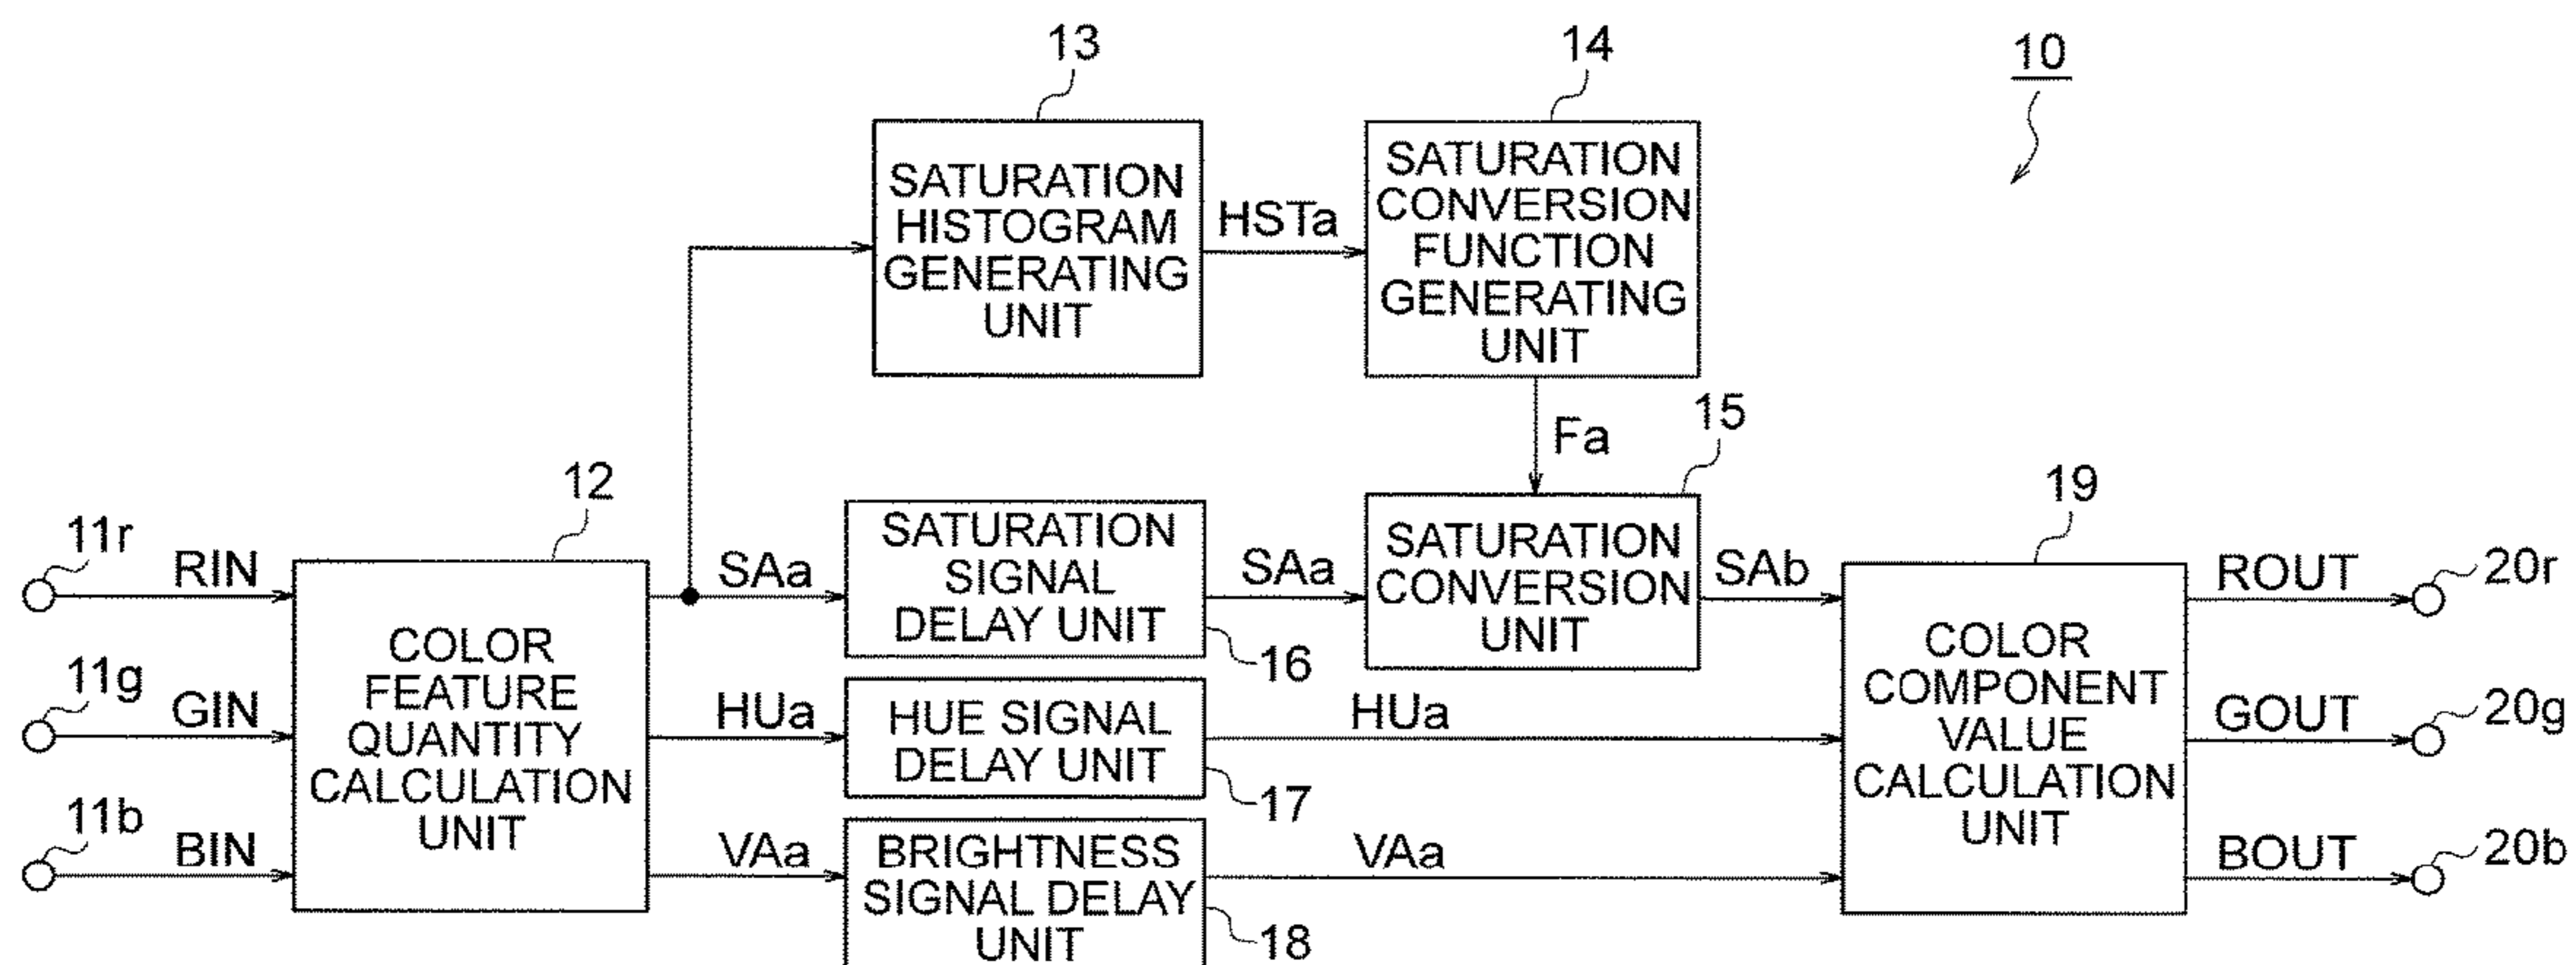 13
14
10
SATURATION
HISTOGRAM
GENERATING
UNIT
HSTa
SATURATION
CONVERSION
FUNCTION
GENERATING
UNIT
Fa
15
12
19
11r
RIN
11g
GIN
11b
BIN
COLOR
FEATURE
QUANTITY
CALCULATION
UNIT
SAa
HUa
VAa
SATURATION
SIGNAL
DELAY UNIT
16
HUE SIGNAL
DELAY UNIT
17
BRIGHTNESS
SIGNAL DELAY
UNIT
18
SAa
HUa
VAa
SATURATION
CONVERSION
UNIT
SAb
COLOR
COMPONENT
VALUE
CALCULATION
UNIT
ROUT
20r
GOUT
20g
BOUT
20b